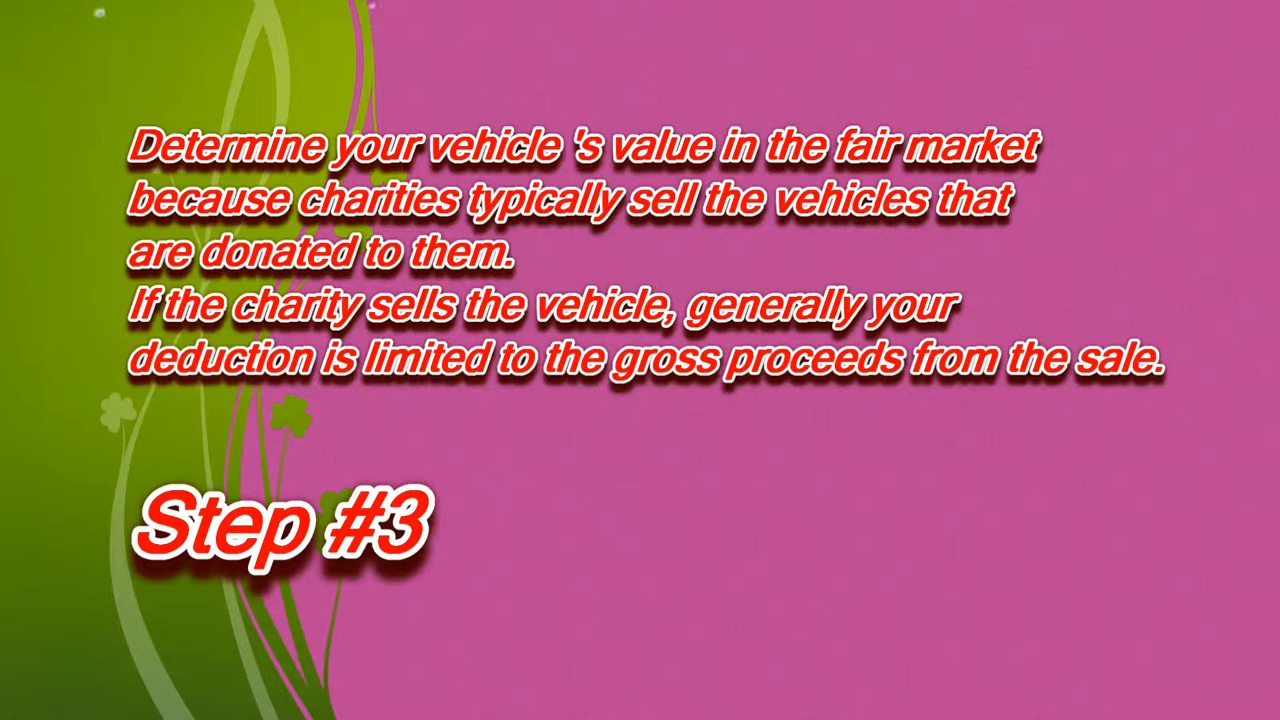 Determine your vehicle 's value in the fair market
because charities typically sell the vehicles that
are donated to them.
If the charity sells the vehicle, generally your
deduction is limited to the gross proceeds from the sale.
Step #3